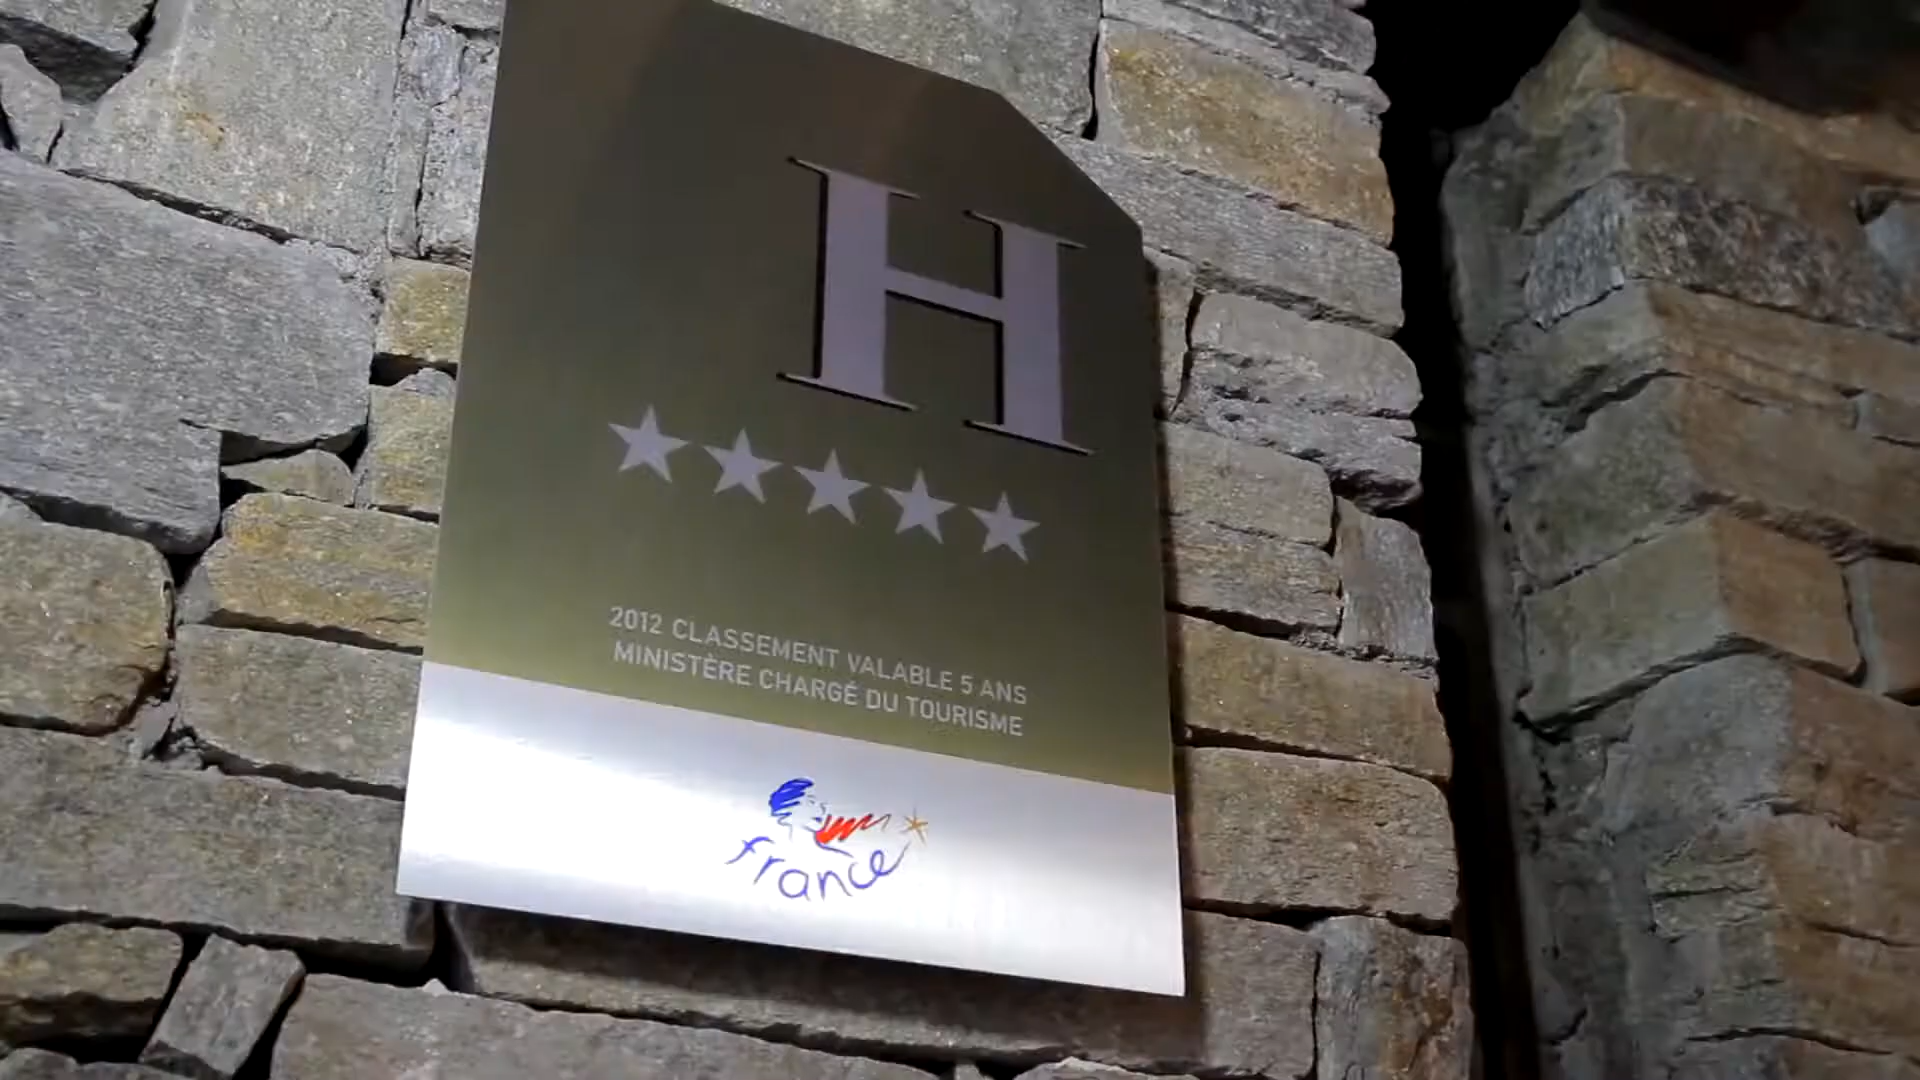 H
2012 CLASSEMENT VALABLE 5 ANS
MINISTÈRE CHARGÉ DU TOURISME
france